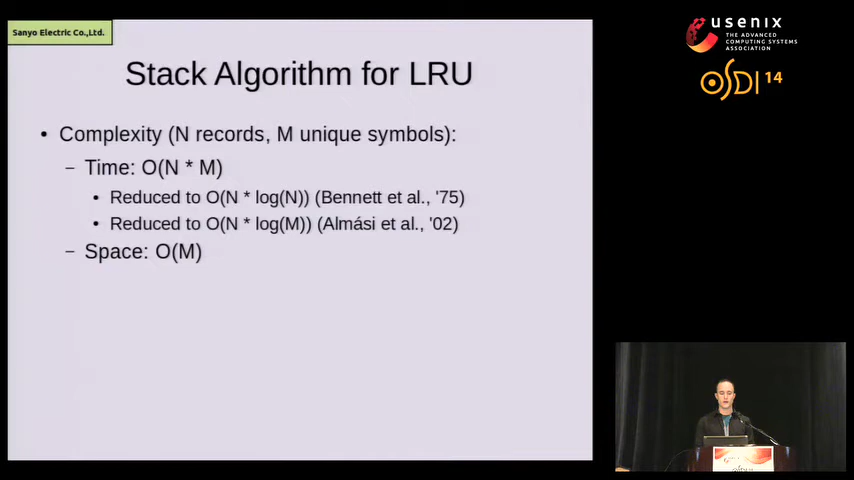 Sanyo Electric Co.,Ltd.
Stack Algorithm for LRU
• Complexity (N records, M unique symbols):
– Time: O(N * M)
• Reduced to O(N * log(N)) (Bennett et al., '75)
• Reduced to O(N * log(M)) (Almási et al., '02)
– Space: O(M)
usenix
THE ADVANCED
COMPUTING SYSTEMS
ASSOCIATION
OSDI 14